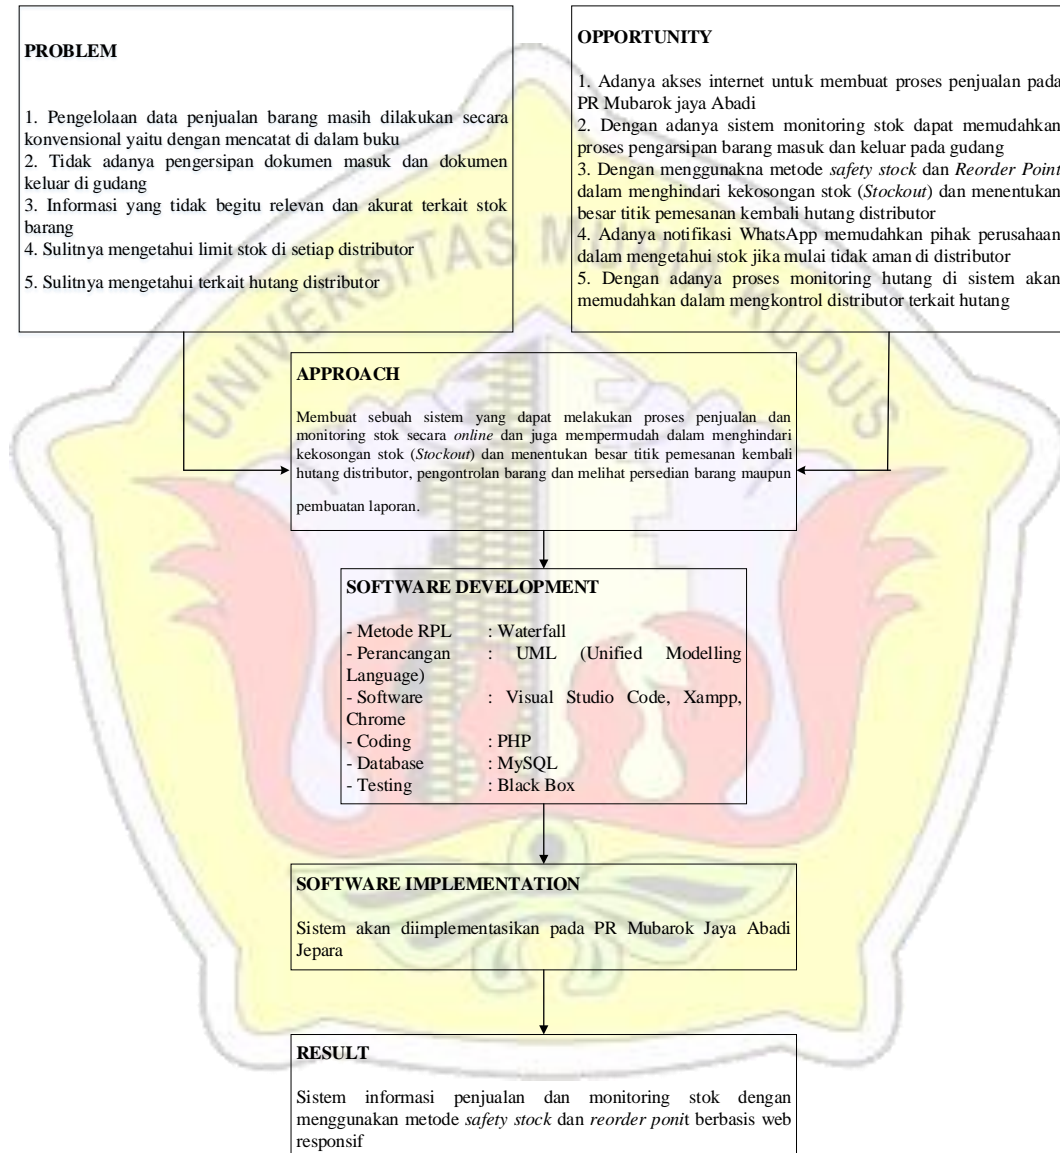 PROBLEM
1. Pengelolaan data penjualan barang masih dilakukan secara
konvensional yaitu dengan mencatat di dalam buku
2. Tidak adanya pengersipan dokumen masuk dan dokumen
keluar di gudang
3. Informasi yang tidak begitu relevan dan akurat terkait stok
barang
4. Sulitnya mengetahui limit stok di setiap distributor
5. Sulitnya mengetahui terkait hutang distributor
OPPORTUNITY
1. Adanya akses internet untuk membuat proses penjualan pada
PR Mubarok jaya Abadi
2. Dengan adanya sistem monitoring stok dapat memudahkan
proses pengarsipan barang masuk dan keluar pada gudang
3. Dengan menggunakna metode safety stock dan Reorder Point
dalam menghindari kekosongan stok (Stockout) dan menentukan
besar titik pemesanan kembali hutang distributor
4. Adanya notifikasi WhatsApp memudahkan pihak perusahaan
dalam mengetahui stok jika mulai tidak aman di distributor
5. Dengan adanya proses monitoring hutang di sistem akan
memudahkan dalam mengkontrol distributor terkait hutang
UNIVERSITAS MURIA KUDUS
APPROACH
Membuat sebuah sistem yang dapat melakukan proses penjualan dan
monitoring stok secara online dan juga mempermudah dalam menghindari
kekosongan stok (Stockout) dan menentukan besar titik pemesanan kembali
hutang distributor, pengontrolan barang dan melihat persedian barang maupun
pembuatan laporan.
SOFTWARE DEVELOPMENT
- Metode RPL : Waterfall
- Perancangan : UML (Unified Modelling
Language)
- Software : Visual Studio Code, Xampp,
Chrome
- Coding : PHP
- Database : MySQL
- Testing : Black Box
SOFTWARE IMPLEMENTATION
Sistem akan diimplementasikan pada PR Mubarok Jaya Abadi
Jepara
RESULT
Sistem informasi penjualan dan monitoring stok dengan
menggunakan metode safety stock dan reorder ponit berbasis web
responsif